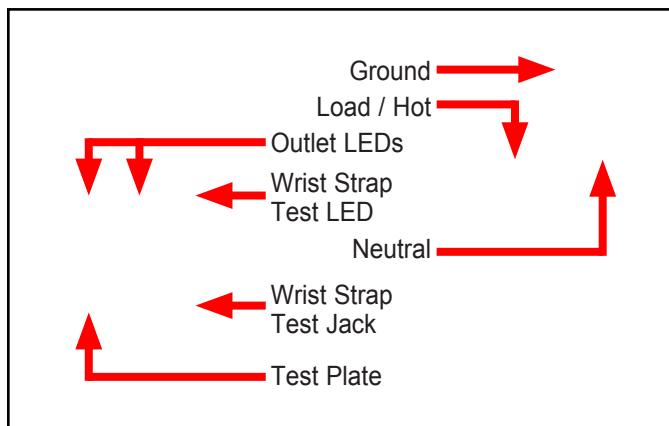 Ground
Load / Hot
Outlet LEDs
Wrist Strap
Test LED
Neutral
Wrist Strap
Test Jack
Test Plate